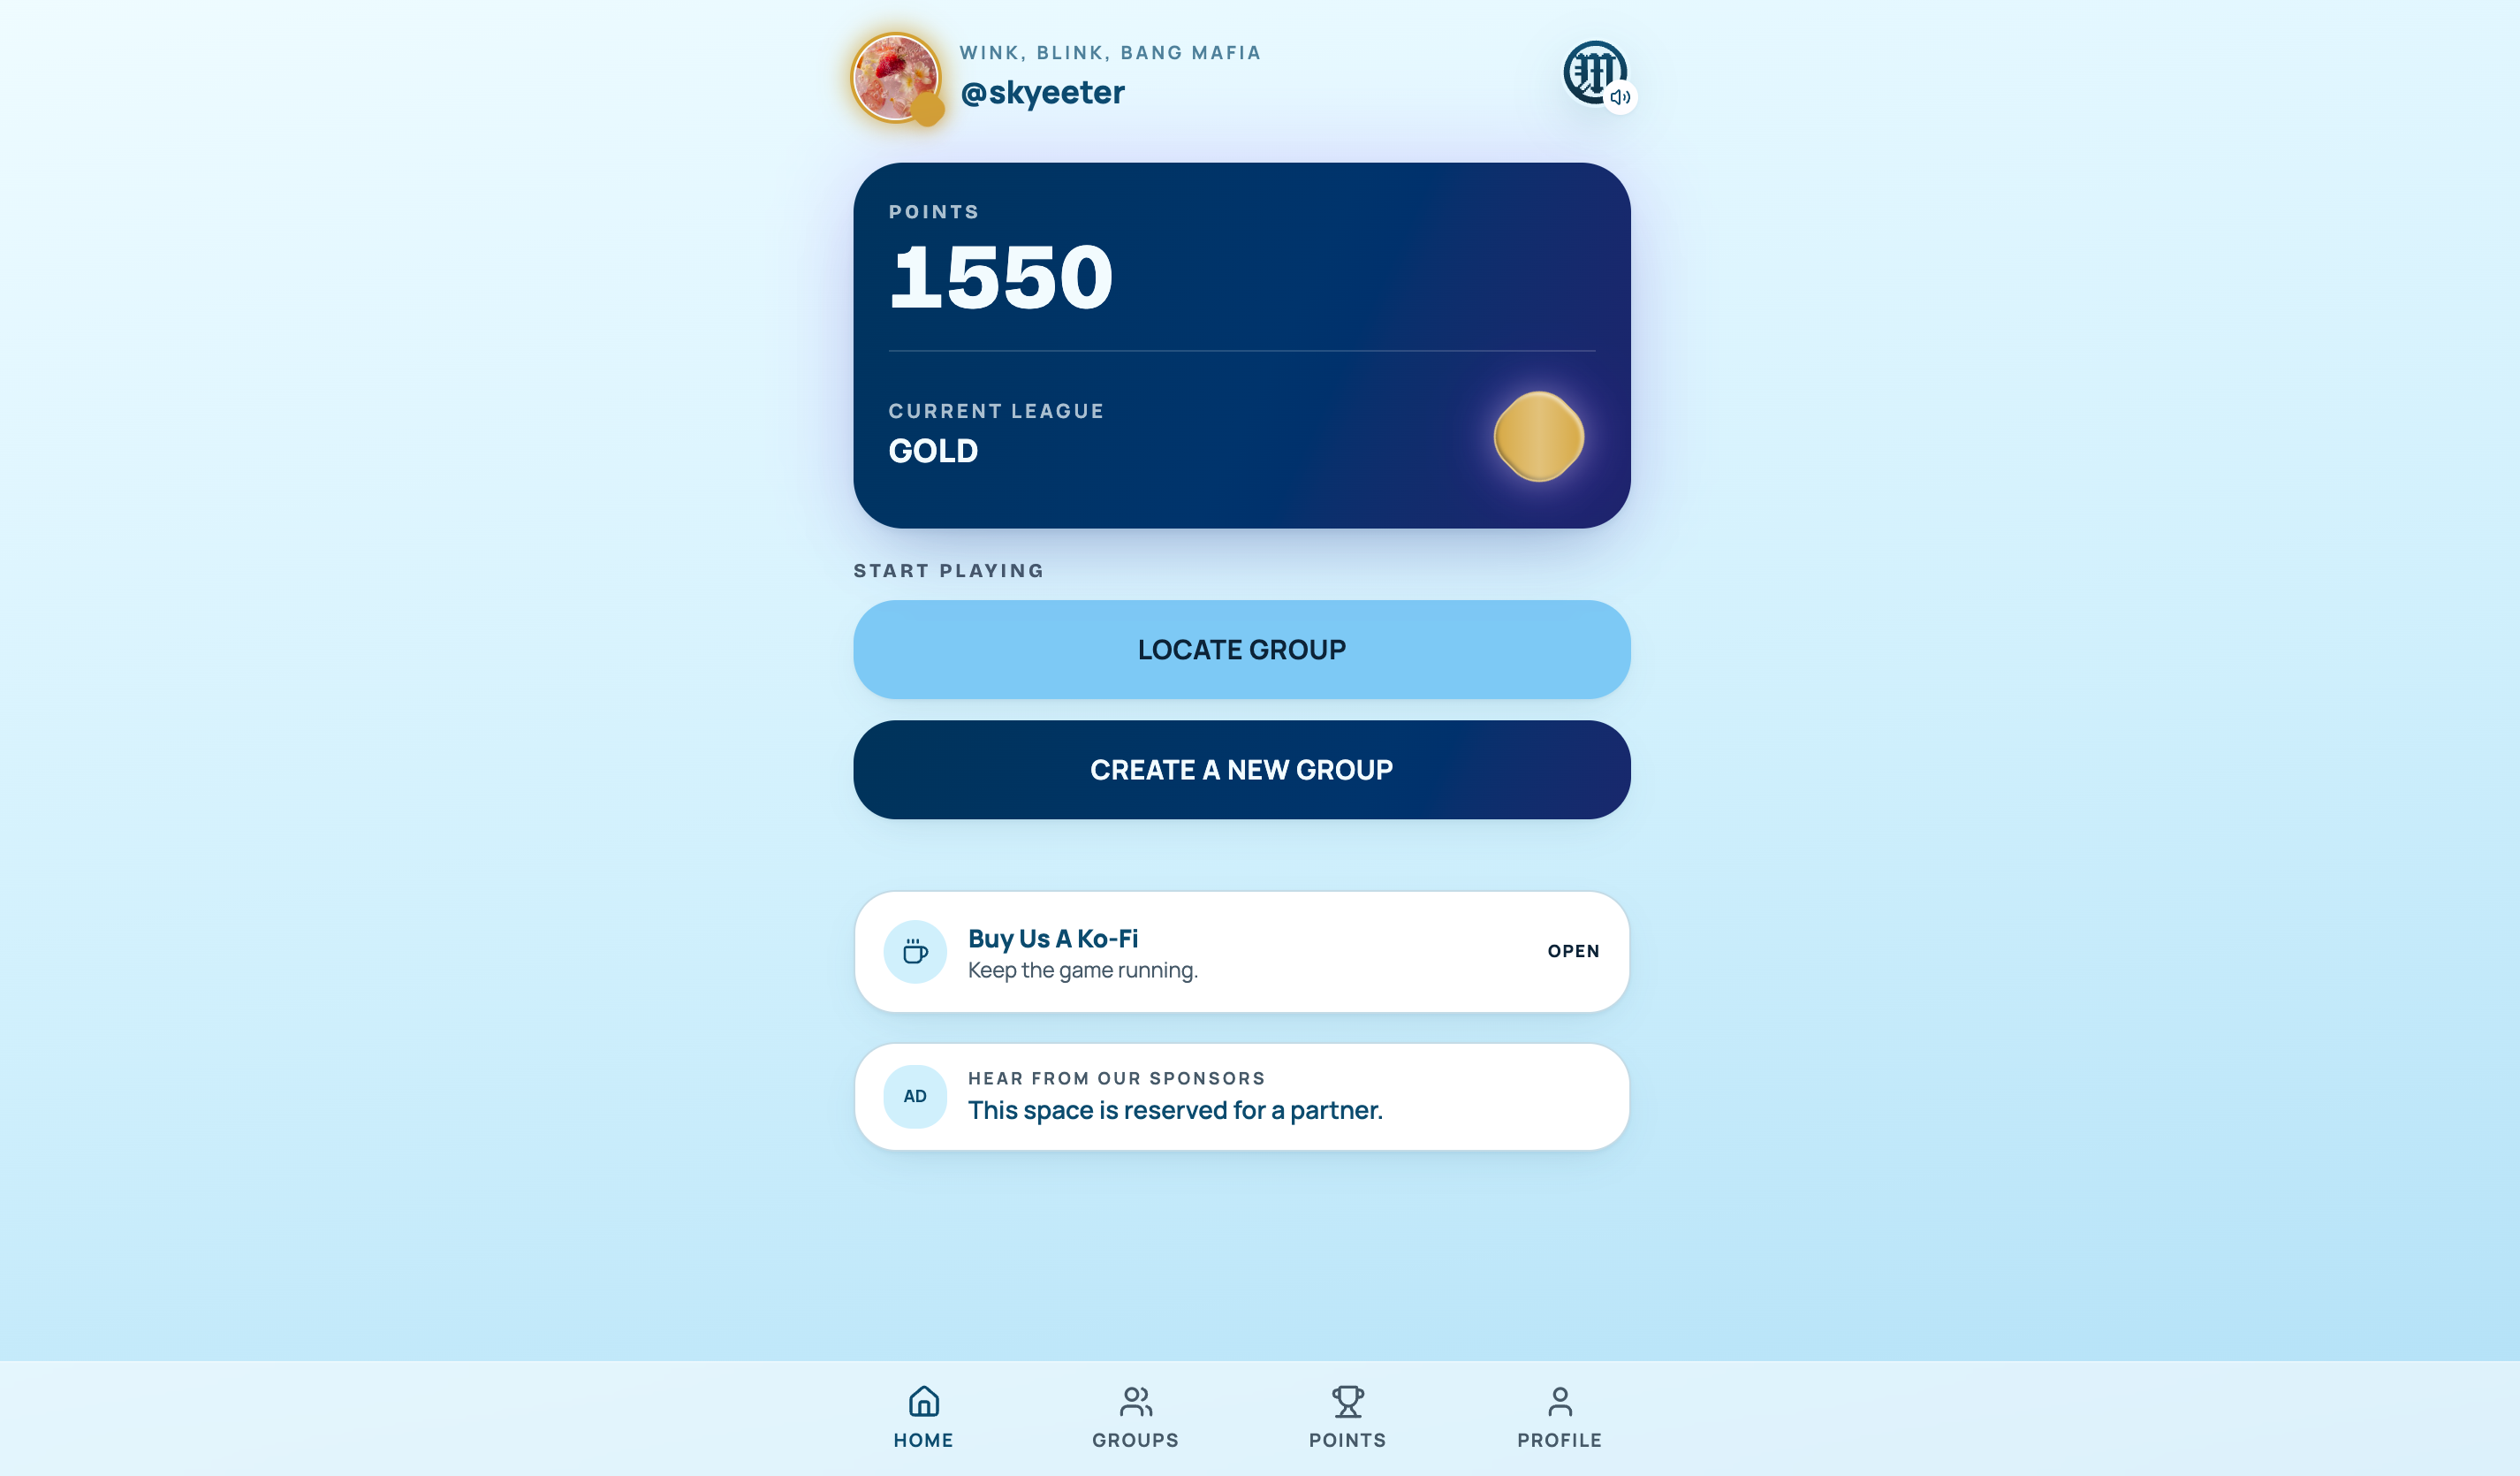 WINK, BLINK, BANG MAFIA
@skyeeter
POINTS
1550
CURRENT LEAGUE
GOLD
START PLAYING
LOCATE GROUP
CREATE A NEW GROUP
Buy Us A Ko-Fi
Keep the game running.
OPEN
AD
HEAR FROM OUR SPONSORS
This space is reserved for a partner.
HOME
GROUPS
POINTS
PROFILE